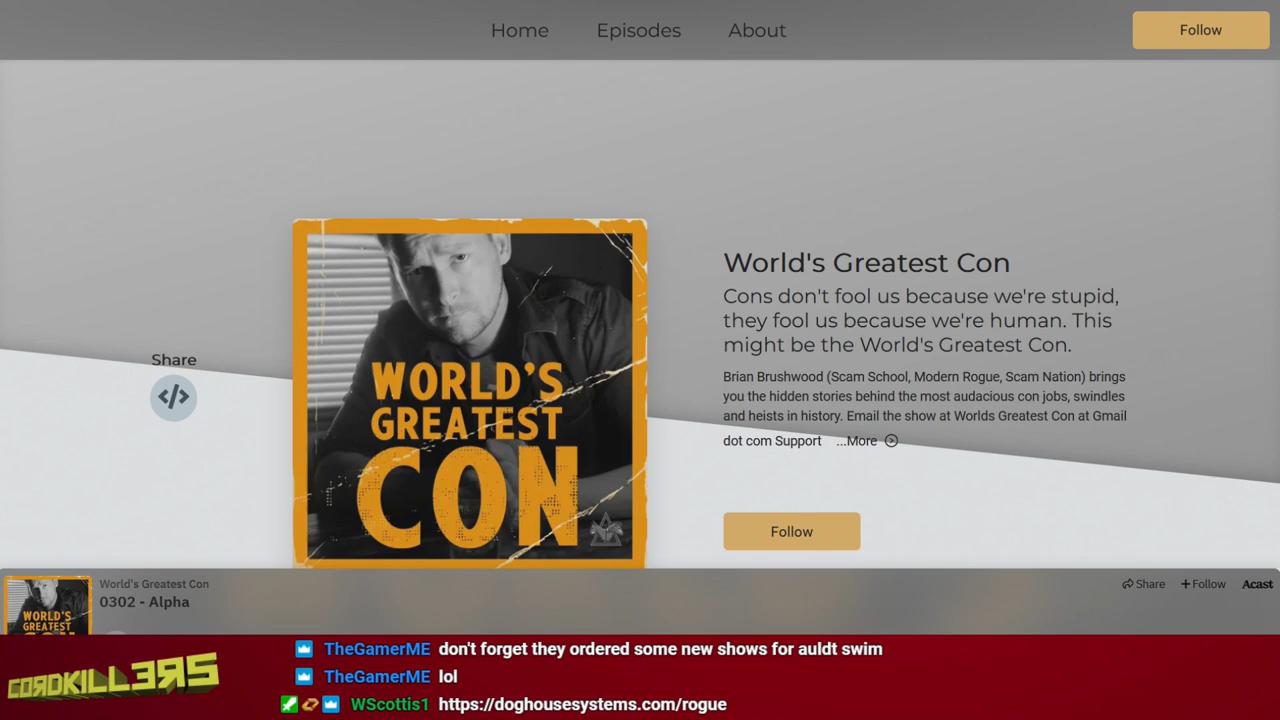 Home Episodes About Follow
Share
WORLD'S
GREATEST
CON
World's Greatest Con
Cons don't fool us because we're stupid,
they fool us because we're human. This
might be the World's Greatest Con.
Brian Brushwood (Scam School, Modern Rogue, Scam Nation) brings
you the hidden stories behind the most audacious con jobs, swindles
and heists in history. Email the show at Worlds Greatest Con at Gmail
dot com Support ...More
Follow
WORLD'S
GREATEST
World's Greatest Con
0302 - Alpha
Share +Follow Acast
CORDKILL3RS
TheGamerME don't forget they ordered some new shows for auldt swim
TheGamerME lol
WScottis1 https://doghousesystems.com/rogue